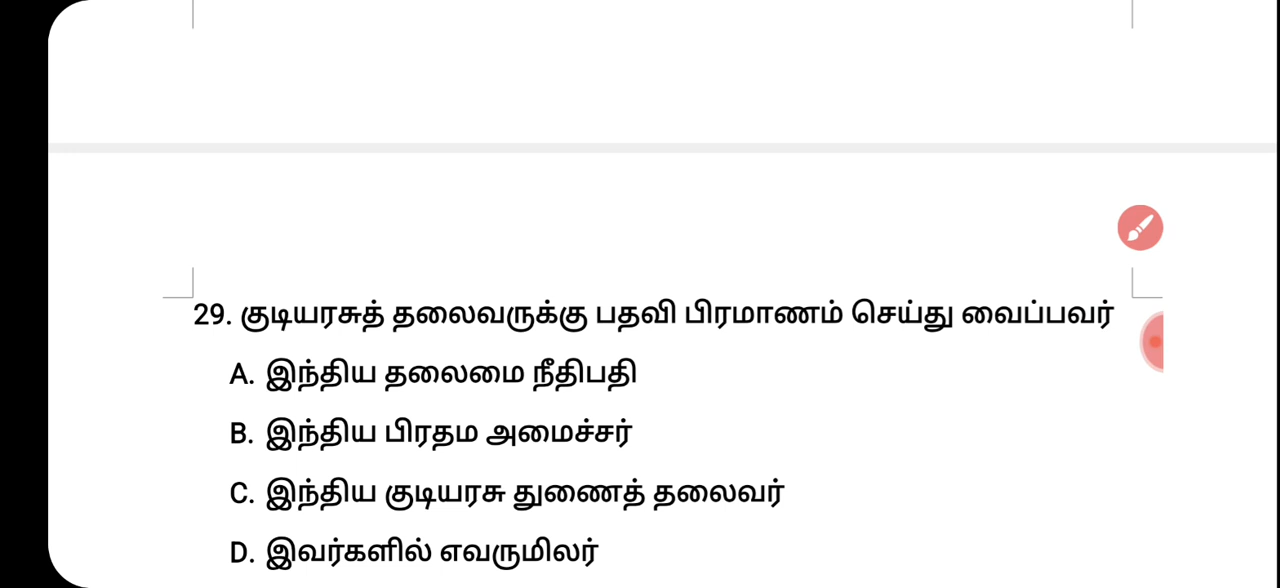 29. குடியரசுத் தலைவருக்கு பதவி பிரமாணம் செய்து வைப்பவர்
A. இந்திய தலைமை நீதிபதி
B. இந்திய பிரதம அமைச்சர்
C. இந்திய குடியரசு துணைத் தலைவர்
D. இவர்களில் எவருமிலர்